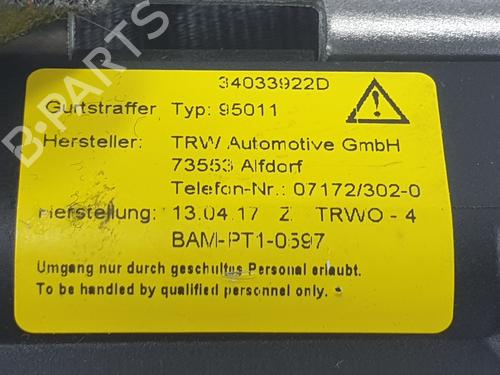 34033922D
Gurtstraffer Typ: 95011
Hersteller: TRW Automotive GmbH
73553 Alfdorf
Telefon-Nr.: 07172/302-0
Herstellung: 13.04.17 Z TRWO - 4
BAM-PT1-0597
Umgang nur durch geschultus Personal erlaubt.
To be handled by qualified personnel only.
B-PARTS